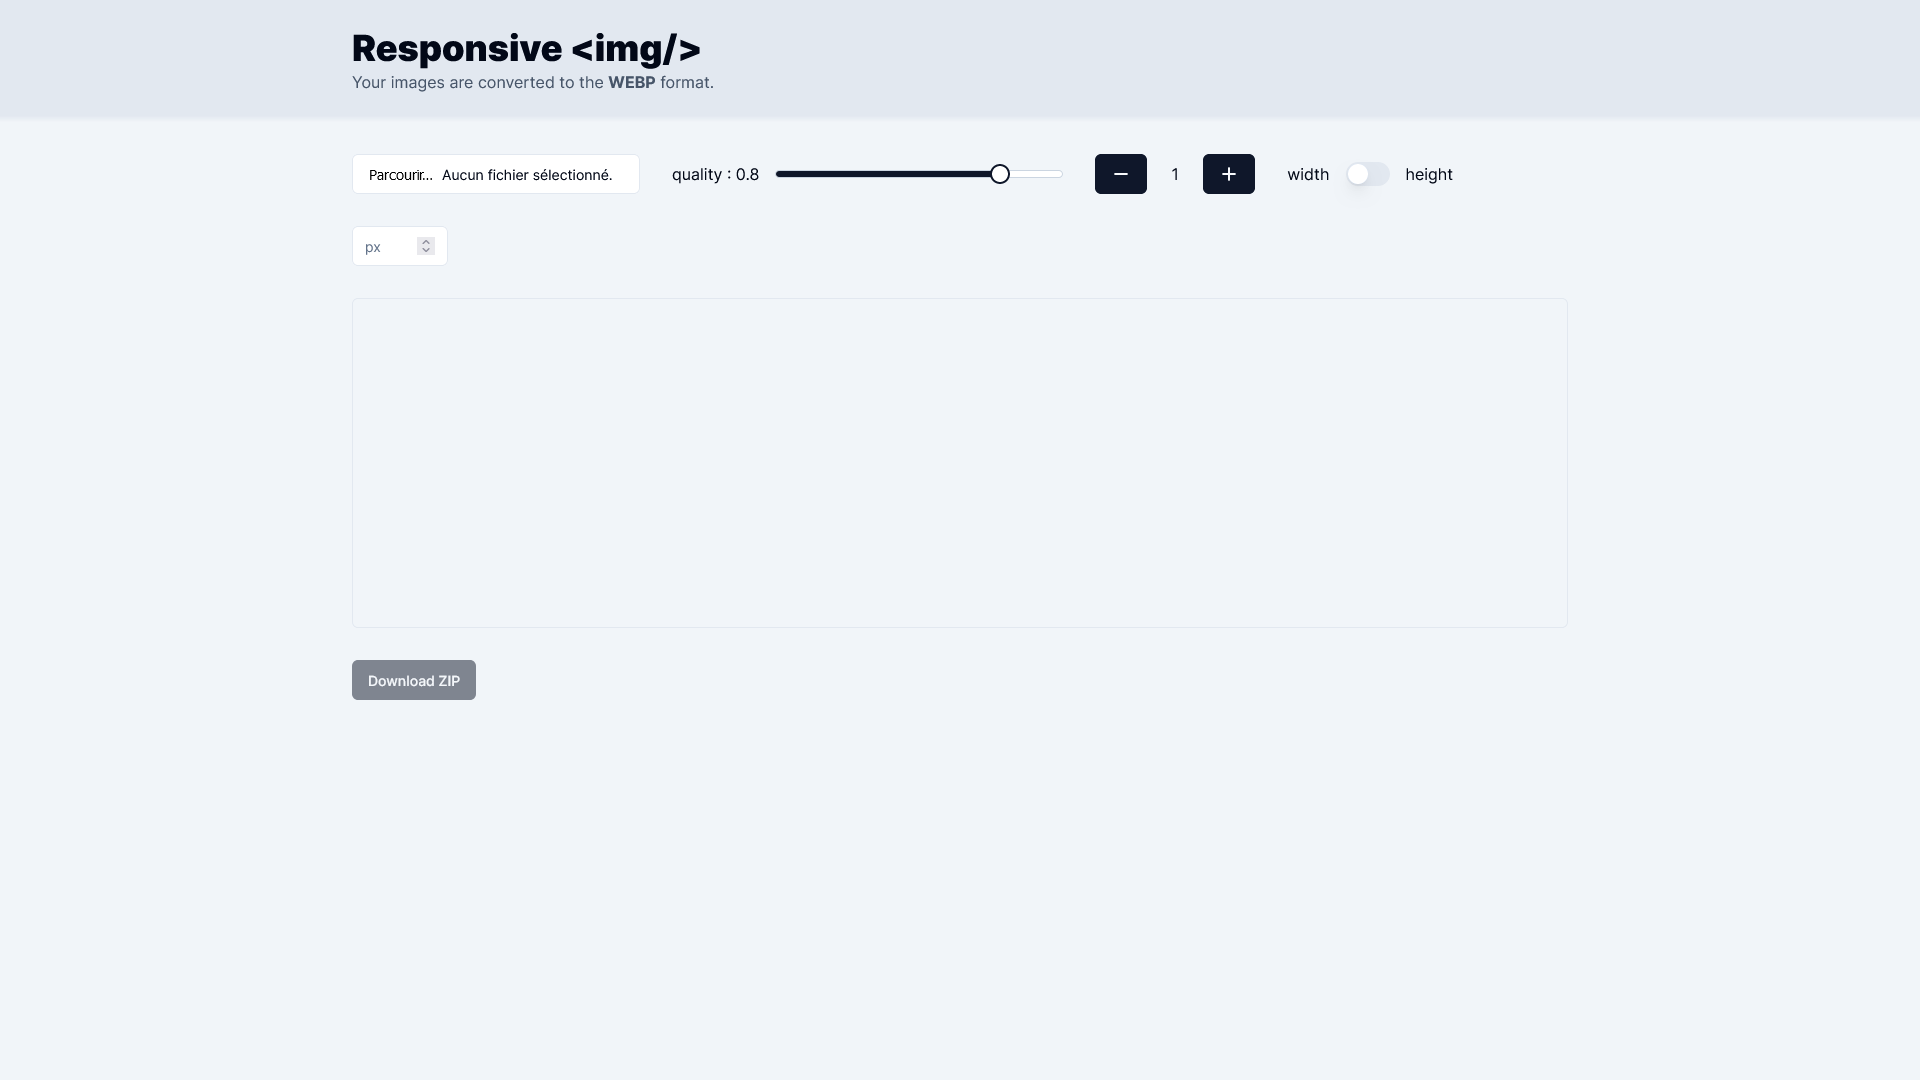 Responsive <img/>
Your images are converted to the WEBP format.
Parcourir... Aucun fichier sélectionné.
quality : 0.8
1
width
height
px
Download ZIP